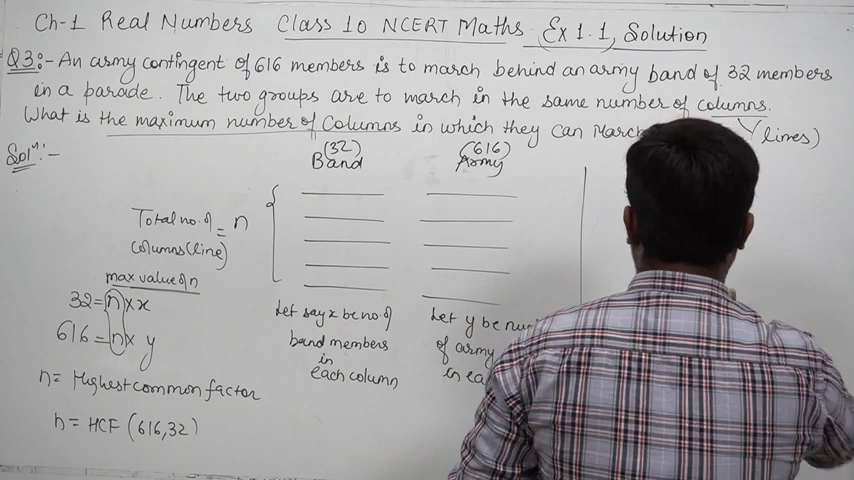 Ch-1 Real Numbers Class 10 NCERT Maths (Ex 1.1) Solution
Q3:- An army contingent of 616 members is to march behind an army band of 32 members
in a parade. The two groups are to march in the same number of columns.
What is the maximum number of columns in which they can march
(lines)
Solⁿ:-
(32) (616)
Band Army
Total no. of
columns (line) = n
max value of n
32 = n × x
616 = n × y
n = Highest common factor
n = HCF (616,32)
Let say x be no. of
band members
in
each column
Let y be
of army
in